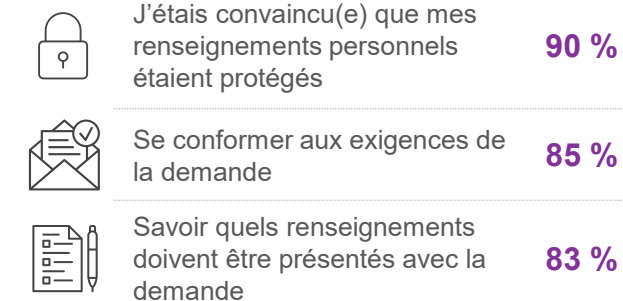 J’étais convaincu(e) que mes
renseignements personnels
étaient protégés
90 %
Se conformer aux exigences de
la demande
85 %
Savoir quels renseignements
doivent être présentés avec la
demande
83 %